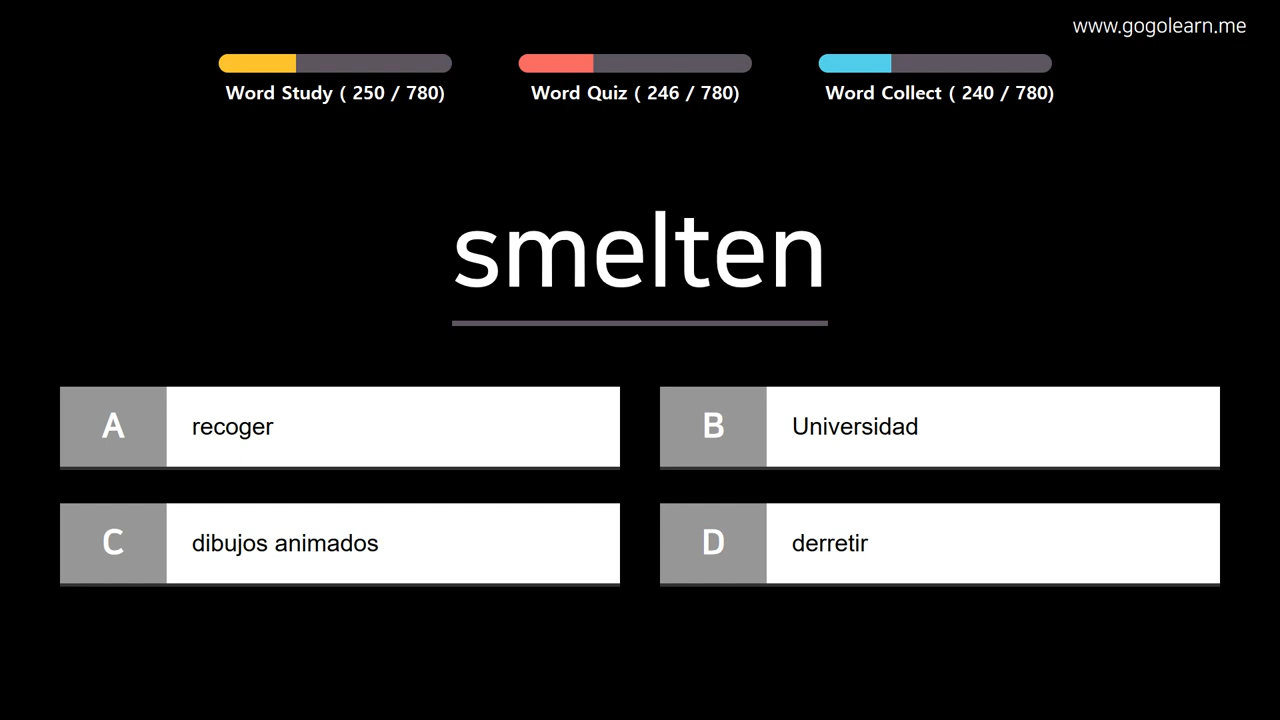 www.gogolearn.me
Word Study ( 250 / 780)
Word Quiz ( 246 / 780)
Word Collect ( 240 / 780)
smelten
A recoger
B Universidad
C dibujos animados
D derretir